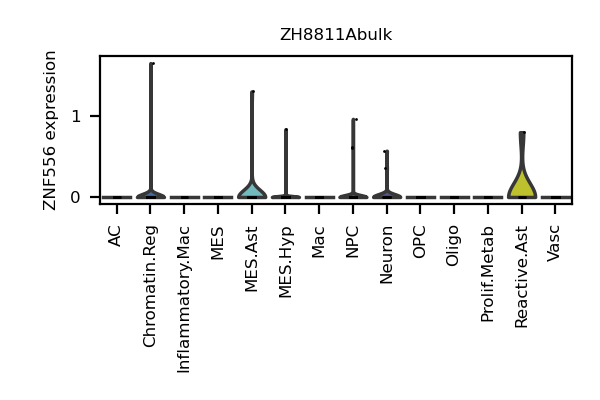 ZH8811Abulk
ZNF556 expression
1
0
AC
Chromatin.Reg
Inflammatory.Mac
MES
MES.Ast
MES.Hyp
Mac
NPC
Neuron
OPC
Oligo
Prolif.Metab
Reactive.Ast
Vasc